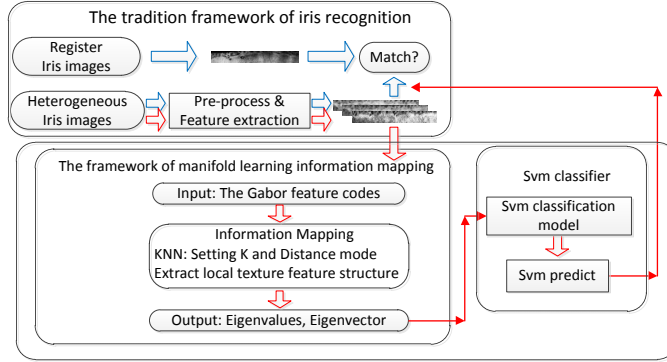 The tradition framework of iris recognition
Register
Iris images
Match?
Heterogeneous
Iris images
Pre-process &
Feature extraction
The framework of manifold learning information mapping
Input: The Gabor feature codes
Information Mapping
KNN: Setting K and Distance mode
Extract local texture feature structure
Output: Eigenvalues, Eigenvector
Svm classifier
Svm classification
model
Svm predict